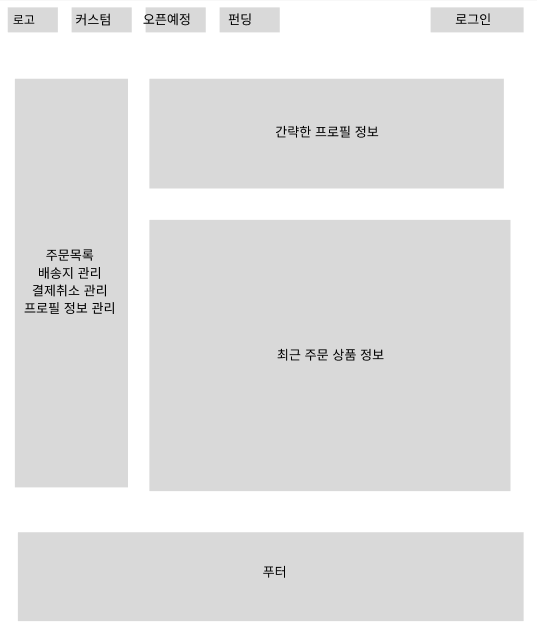 로고
커스텀
오픈예정
펀딩
로그인
간략한 프로필 정보
주문목록
배송지 관리
결제취소 관리
프로필 정보 관리
최근 주문 상품 정보
푸터